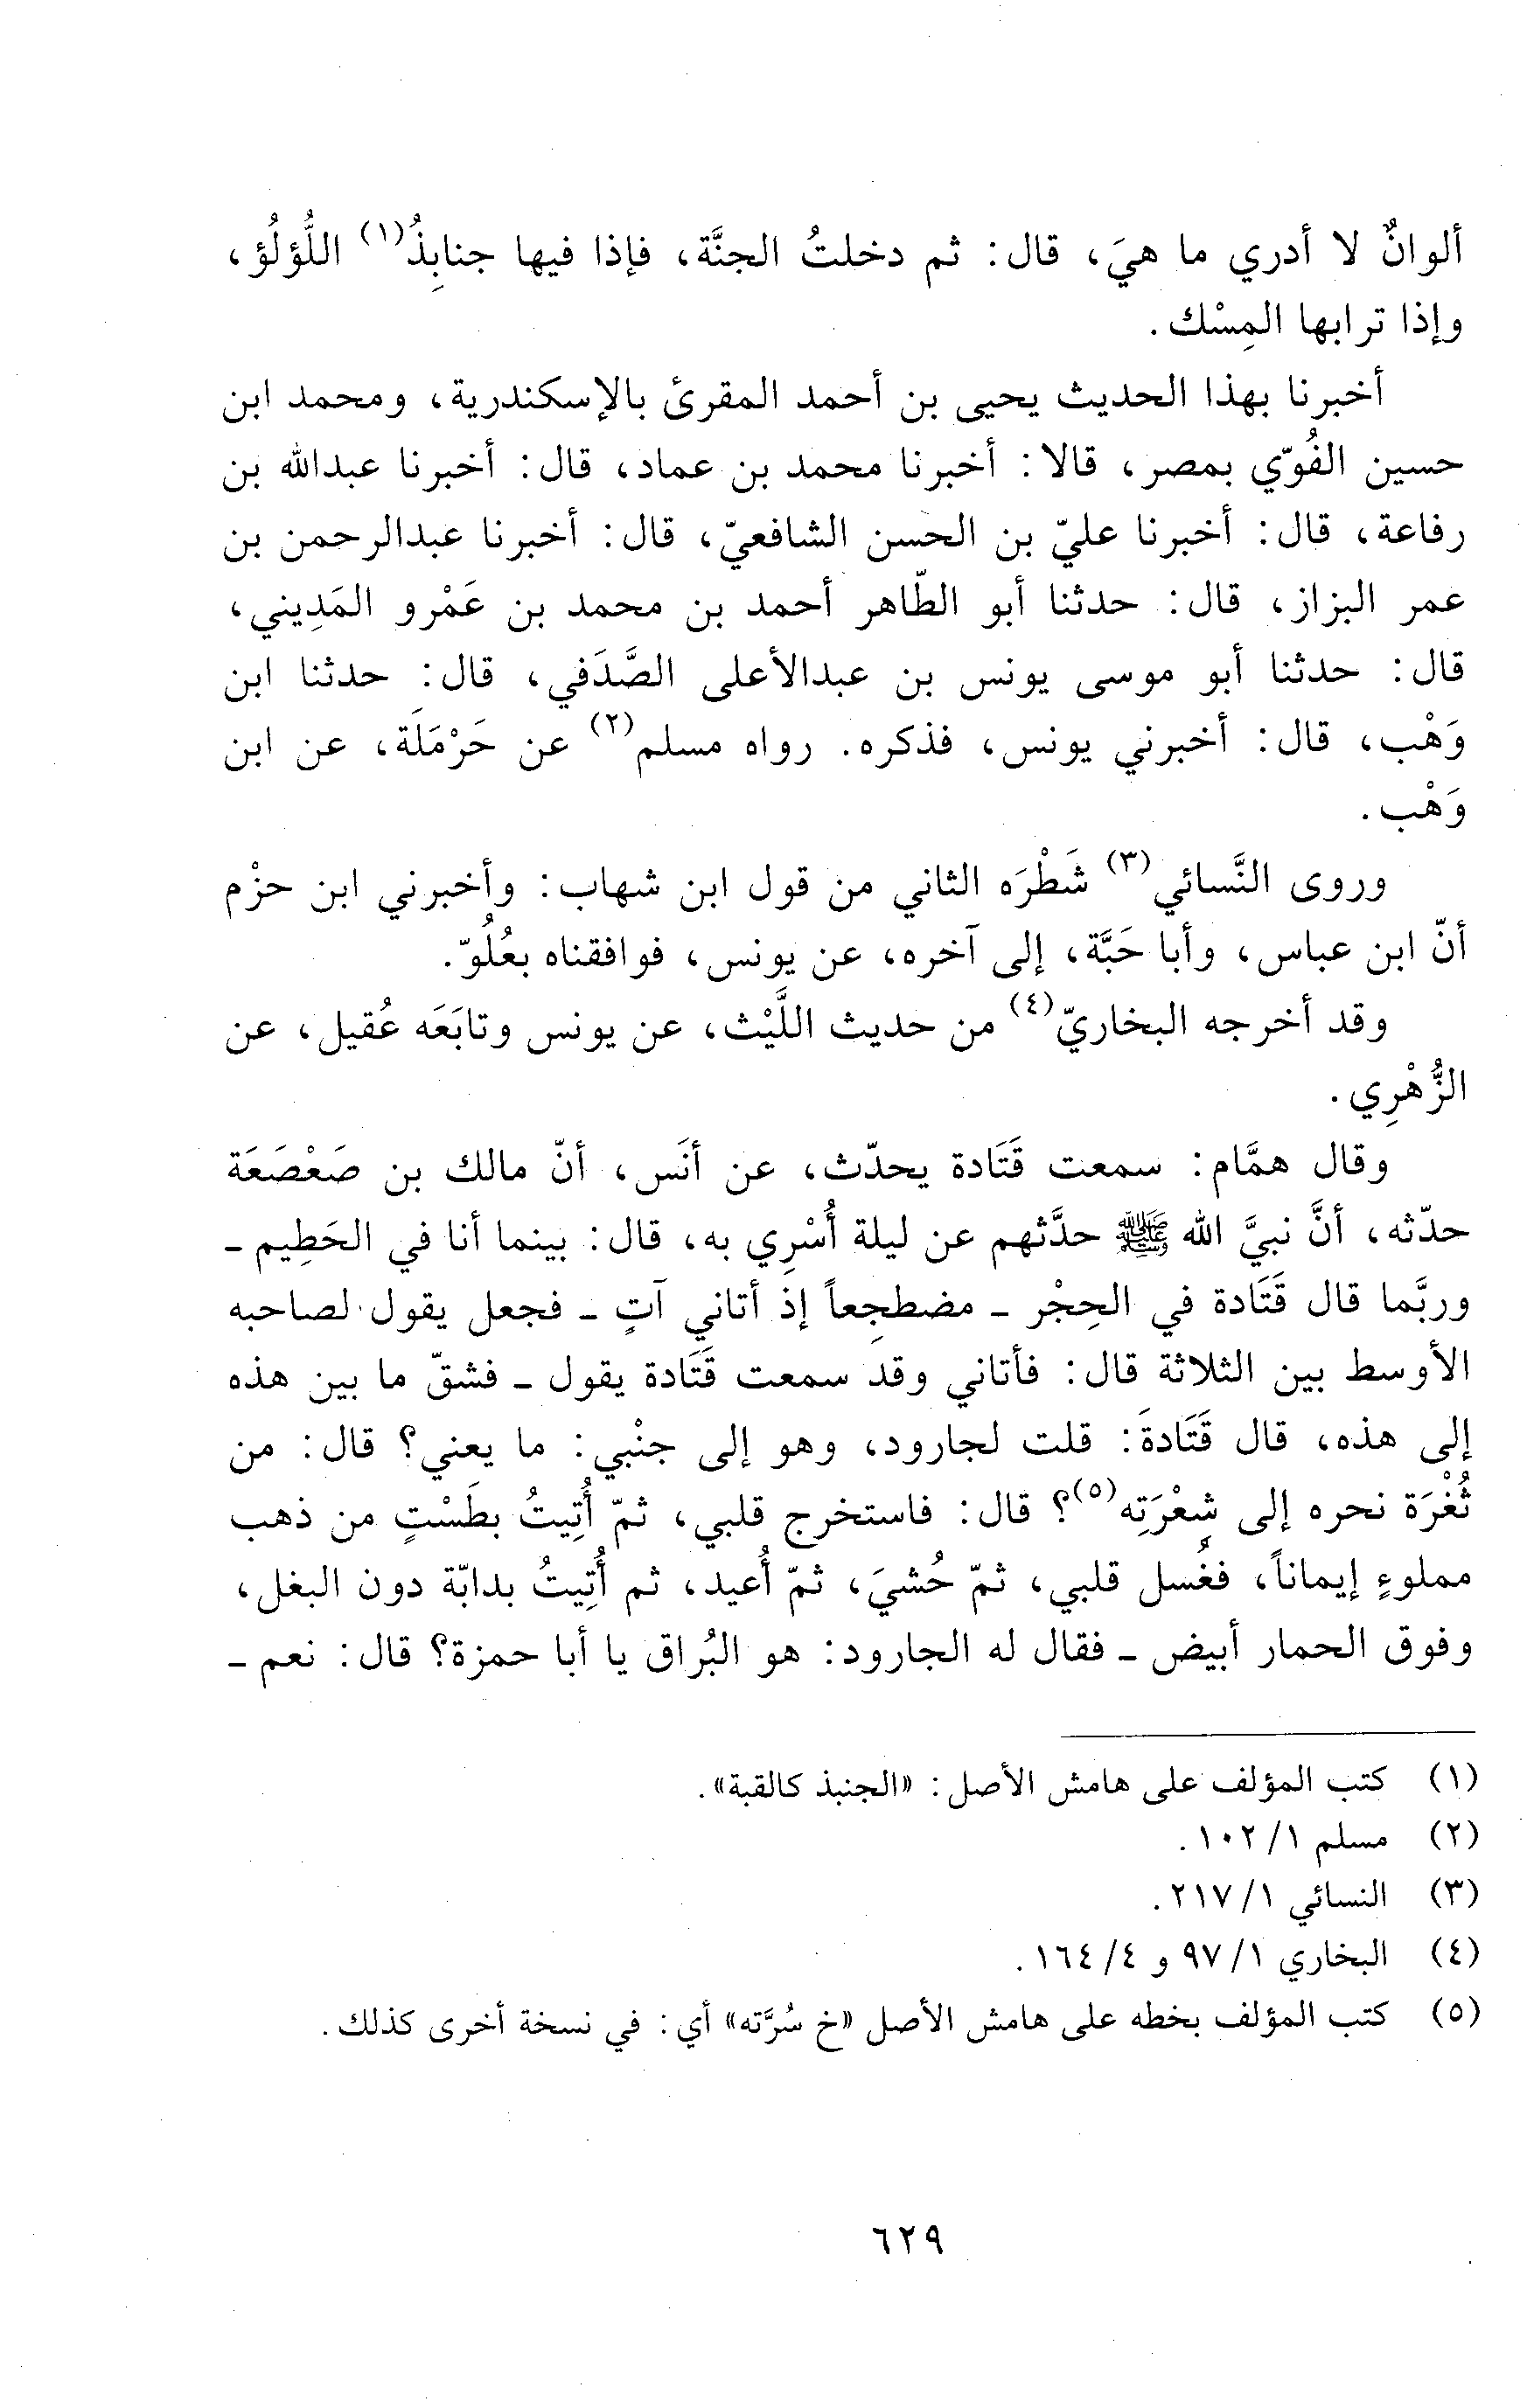 ألوانٌ لا أدري ما هيَ، قال: ثم دخلتُ الجنَّة، فإذا فيها جنابِذُ(١) اللُّؤلُؤ،
وإذا ترابها المِسْك.
أخبرنا بهذا الحديث يحيى بن أحمد المقرئ بالإسكندرية، ومحمد ابن
حسين الفُوّي بمصر، قالا: أخبرنا محمد بن عماد، قال: أخبرنا عبدالله بن
رفاعة، قال: أخبرنا عليّ بن الحسن الشافعيّ، قال: أخبرنا عبدالرحمن بن
عمر البزاز، قال: حدثنا أبو الطّاهر أحمد بن محمد بن عَمْرو المَدِيني،
قال: حدثنا أبو موسى يونس بن عبدالأعلى الصَّدَفي، قال: حدثنا ابن
وَهْب، قال: أخبرني يونس، فذكره. رواه مسلم(٢) عن حَرْمَلَة، عن ابن
وَهْب.
وروى النَّسائي(٣) شَطْرَه الثاني من قول ابن شهاب: وأخبرني ابن حزْم
أنّ ابن عباس، وأبا حَبَّة، إلى آخره، عن يونس، فوافقناه بعُلُوّ.
وقد أخرجه البخاريّ(٤) من حديث اللَّيْث، عن يونس وتابَعَه عُقيل، عن
الزُّهْرِي.
وقال همَّام: سمعت قَتَادة يحدّث، عن أنَس، أنّ مالك بن صَعْصَعَة
حدّثه، أنَّ نبيَّ الله ﷺ حدَّثهم عن ليلة أُسْرِي به، قال: بينما أنا في الحَطِيم -
وربَّما قال قَتَادة في الحِجْر - مضطجِعاً إذ أتاني آتٍ - فجعل يقول لصاحبه
الأوسط بين الثلاثة قال: فأتاني وقد سمعت قَتَادة يقول - فشقّ ما بين هذه
إلى هذه، قال قَتَادةَ: قلت لجارود، وهو إلى جنْبي: ما يعني؟ قال: من
ثُغْرَة نحره إلى شِعْرَتِه(٥)؟ قال: فاستخرج قلبي، ثمّ أُتِيتُ بطَسْتٍ من ذهب
مملوءٍ إيماناً، فغُسل قلبي، ثمّ حُشيَ، ثمّ أُعيد، ثم أُتِيتُ بدابّة دون البغل،
وفوق الحمار أبيض - فقال له الجارود: هو البُراق يا أبا حمزة؟ قال: نعم -
(١) كتب المؤلف على هامش الأصل: «الجنبذ كالقبة».
(٢) مسلم ١/ ١٠٢.
(٣) النسائي ١/ ٢١٧.
(٤) البخاري ١/ ٩٧ و ٤/ ١٦٤.
(٥) كتب المؤلف بخطه على هامش الأصل «خ سُرَّته» أي: في نسخة أخرى كذلك.
٦٢٩